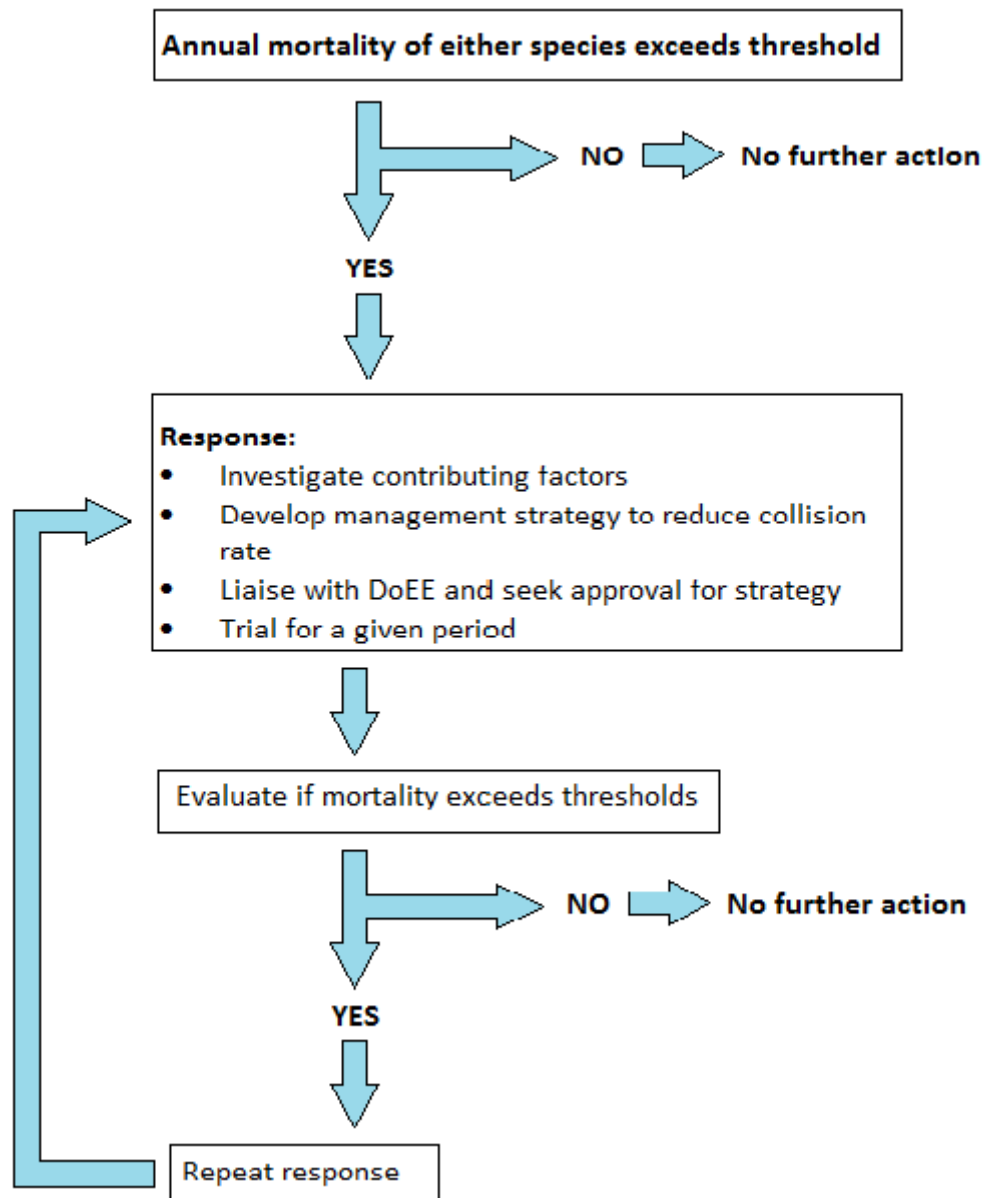 Annual mortality of either species exceeds threshold
NO
No further action
YES
Response:
• Investigate contributing factors
• Develop management strategy to reduce collision
rate
• Liaise with DoEE and seek approval for strategy
• Trial for a given period
Evaluate if mortality exceeds thresholds
NO
No further action
YES
Repeat response